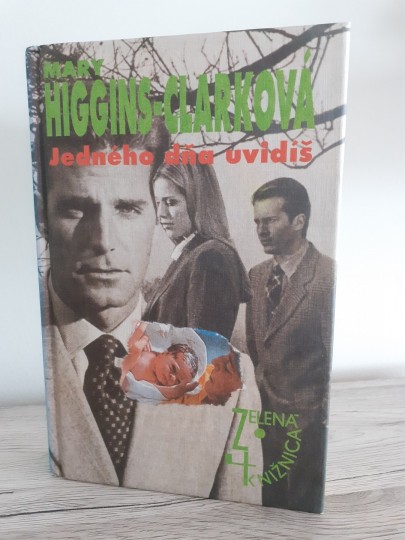 MARY
HIGGINS-CLARKOVÁ
Jedného dňa uvidíš
ZELENÁ
KNIŽNICA